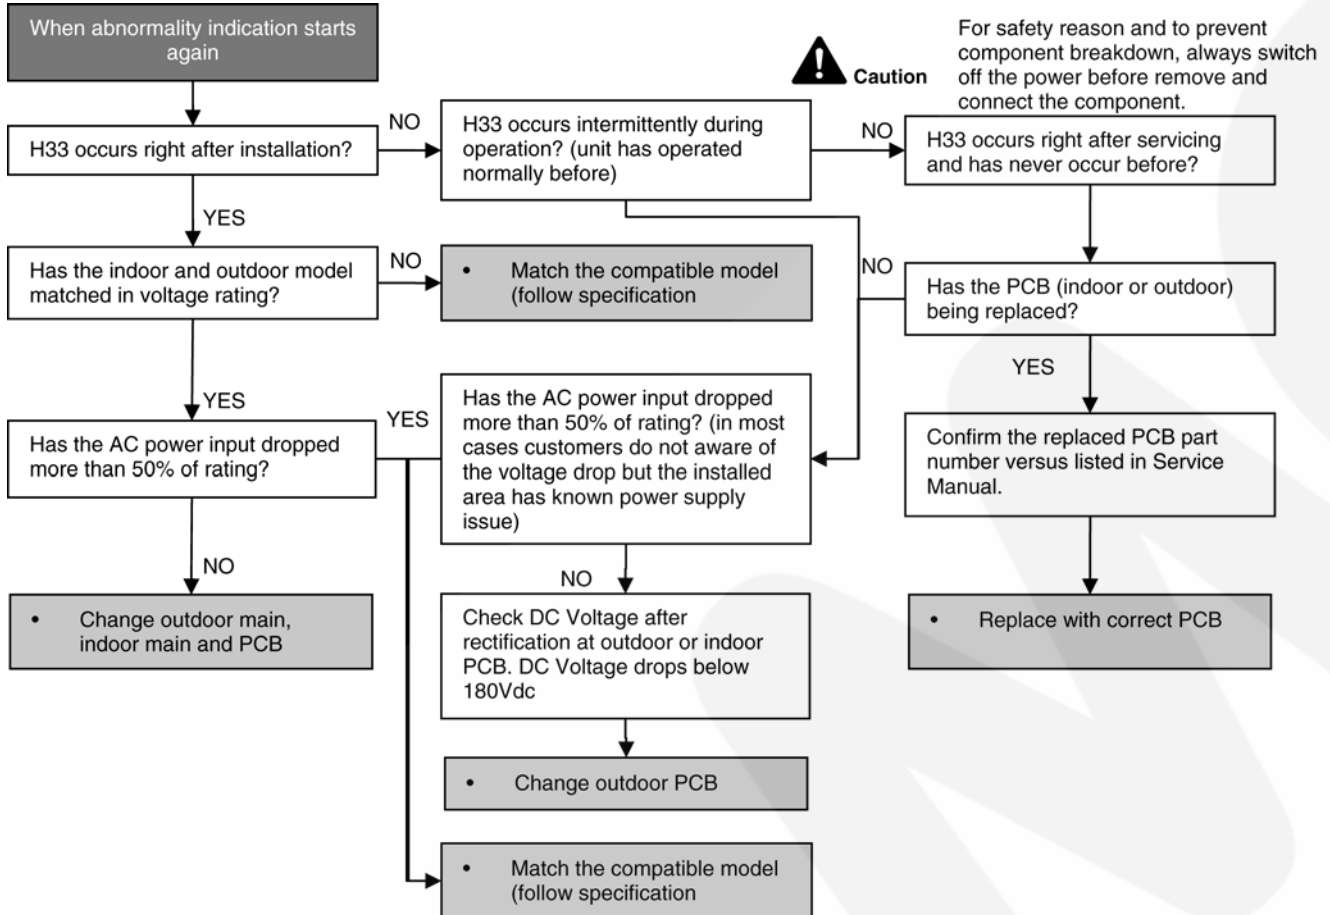 When abnormality indication starts
again
Caution
For safety reason and to prevent
component breakdown, always switch
off the power before remove and
connect the component.
H33 occurs right after installation?
NO
H33 occurs intermittently during
operation? (unit has operated
normally before)
NO
H33 occurs right after servicing
and has never occur before?
YES
Has the indoor and outdoor model
matched in voltage rating?
NO
• Match the compatible model
(follow specification
NO
Has the PCB (indoor or outdoor)
being replaced?
YES
YES
Has the AC power input dropped
more than 50% of rating?
YES
Has the AC power input dropped
more than 50% of rating? (in most
cases customers do not aware of
the voltage drop but the installed
area has known power supply
issue)
Confirm the replaced PCB part
number versus listed in Service
Manual.
NO
• Change outdoor main,
indoor main and PCB
NO
Check DC Voltage after
rectification at outdoor or indoor
PCB. DC Voltage drops below
180Vdc
• Replace with correct PCB
• Change outdoor PCB
• Match the compatible model
(follow specification